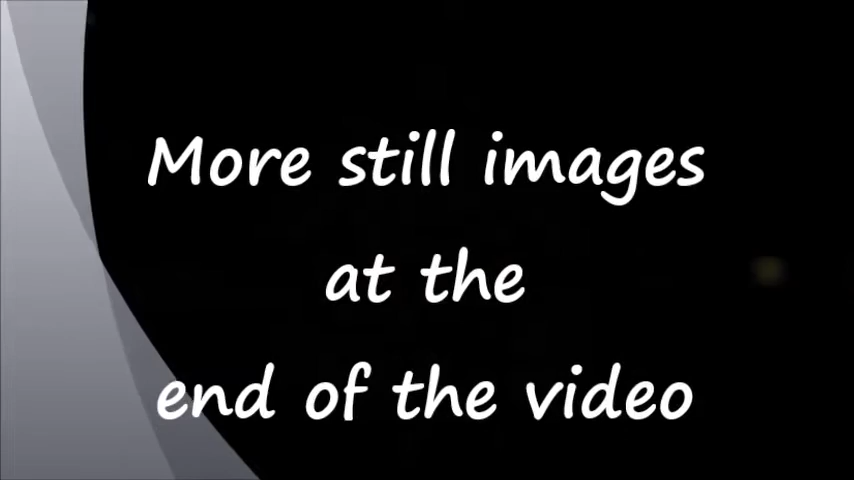 More still images
at the
end of the video